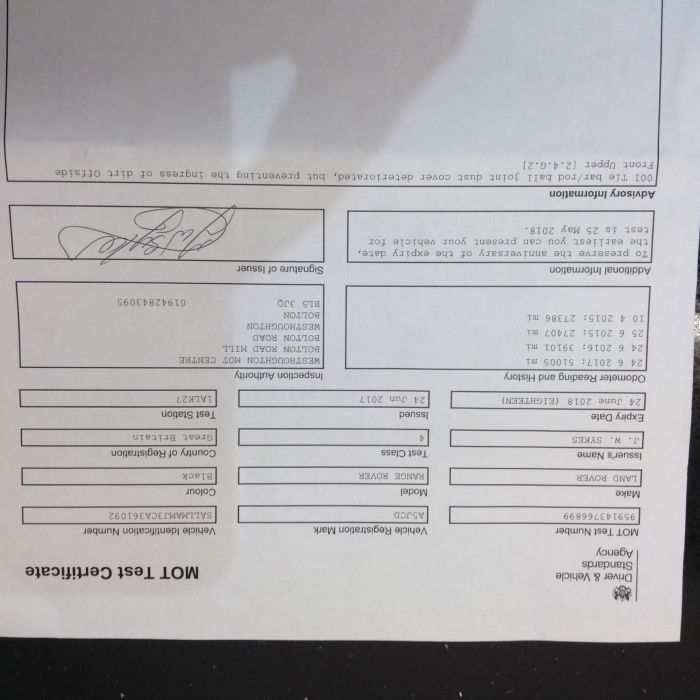 Driver & Vehicle
Standards
Agency
MOT Test Certificate
MOT Test Number
Vehicle Registration Mark
Vehicle Identification Number
959143766899
A5JCD
SALLMAMJ3CA361092
Make
Model
Colour
LAND ROVER
RANGE ROVER
Black
Issuer's Name
Test Class
Country of Registration
J. W. SYKES
4
Great Britain
Expiry Date
Issued
Test Station
24 June 2018 (EIGHTEEN)
24 Jun 2017
1ALK27
Odometer Reading and History
24 6 2017: 51005 mi
24 6 2016: 39101 mi
25 6 2015: 27407 mi
10 4 2015: 27386 mi
Inspection Authority
WESTHOUGHTON MOT CENTRE
BOLTON ROAD MILL
BOLTON ROAD
WESTHOUGHTON
BOLTON
BL5 3JQ 01942843095
Additional Information
To preserve the anniversary of the expiry date,
the earliest you can present your vehicle for
test is 25 May 2018.
Signature of Issuer
Advisory Information
001 Tie bar/rod ball joint dust cover deteriorated, but preventing the ingress of dirt Offside
Front Upper [2.4.G.2]